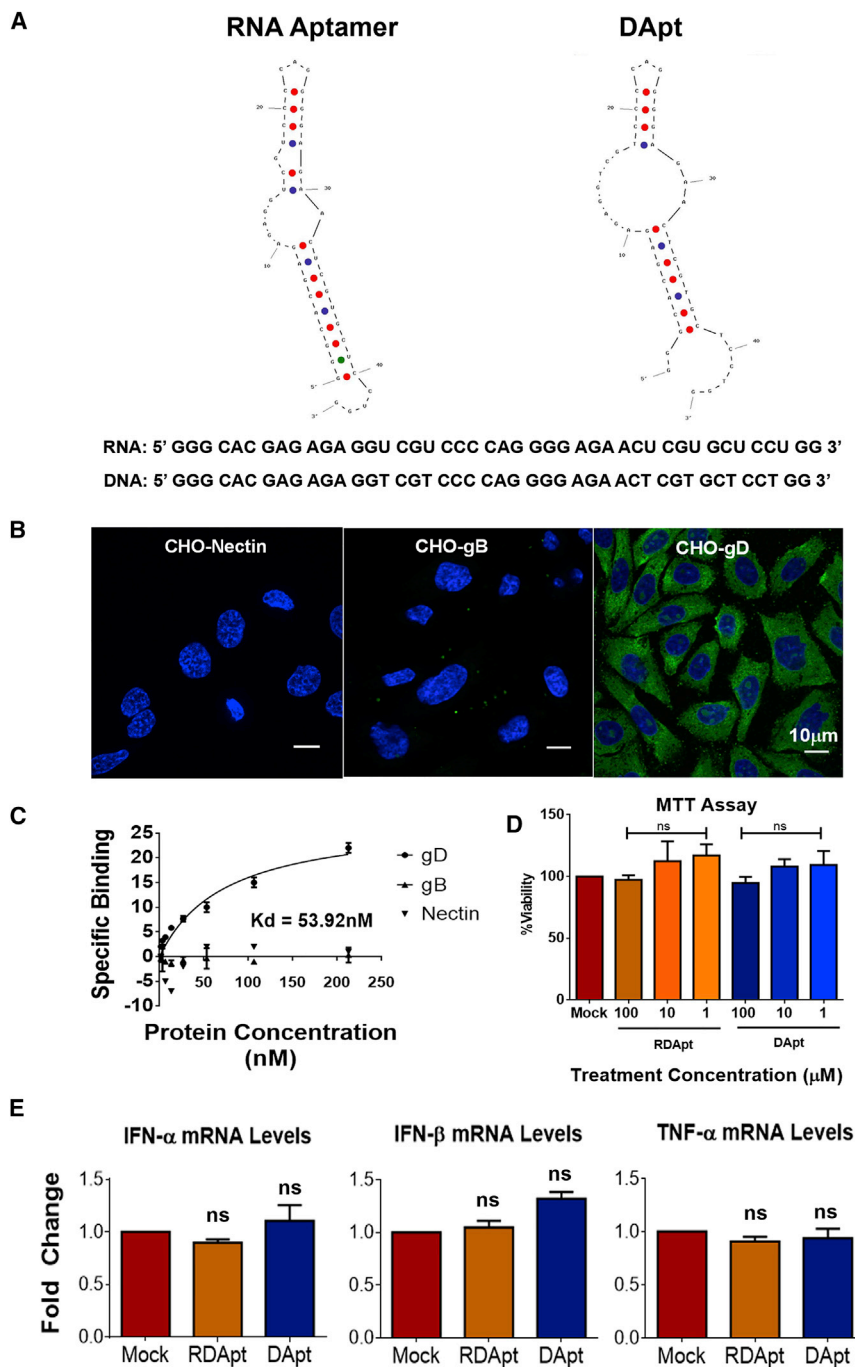 A
RNA Aptamer DApt
RNA: 5’ GGG CAC GAG AGA GGU CGU CCC CAG GGG AGA ACU CGU GCU CCU GG 3’
DNA: 5’ GGG CAC GAG AGA GGT CGT CCC CAG GGG AGA ACT CGT GCT CCT GG 3’
B
CHO-Nectin CHO-gB CHO-gD
10μm
C
Specific Binding
25
20
15
10
5
0
-5
-10
50 100 150 200 250
gD
gB
Nectin
Kd = 53.92nM
Protein Concentration
(nM)
D
MTT Assay
ns ns
%Viability
150
100
50
0
Mock 100 10 1 100 10 1
RDApt DApt
Treatment Concentration (μM)
E
IFN-α mRNA Levels IFN-β mRNA Levels TNF-α mRNA Levels
Fold Change
1.5 1.5 1.5
1.0 1.0 1.0
0.5 0.5 0.5
0.0 0.0 0.0
ns ns ns ns ns ns
Mock RDApt DApt Mock RDApt DApt Mock RDApt DApt